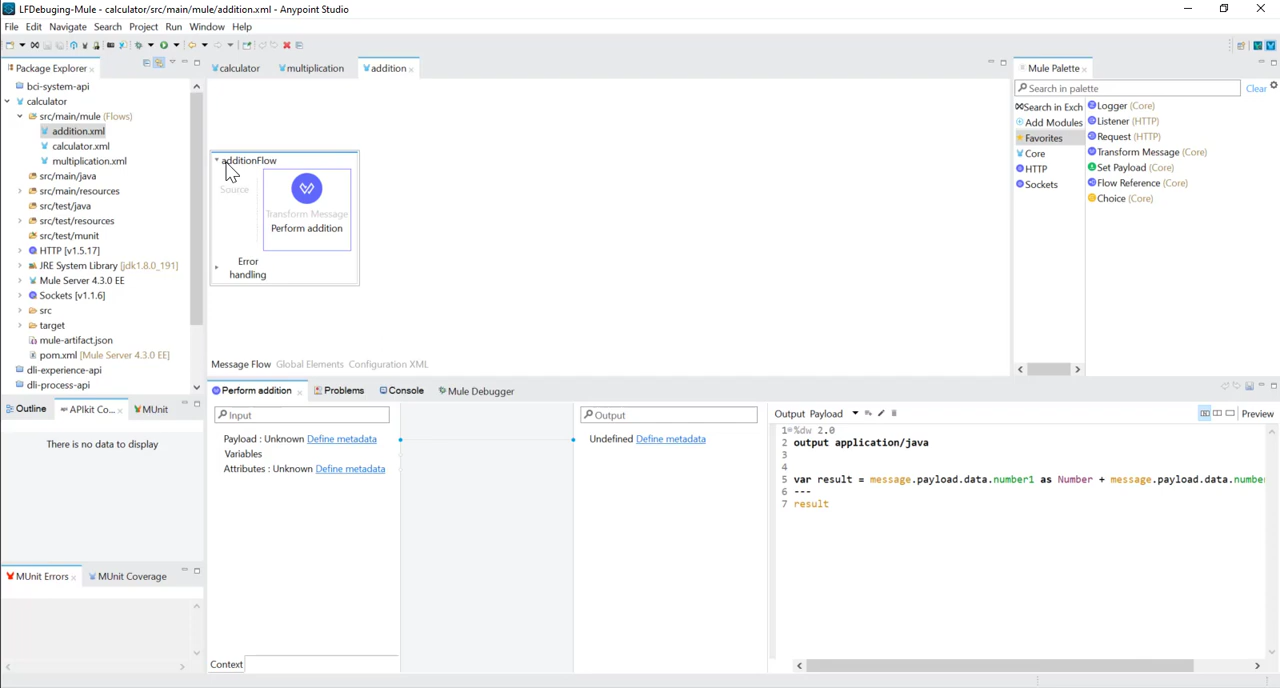 LFDebuging-Mule - calculator/src/main/mule/addition.xml - Anypoint Studio
File Edit Navigate Search Project Run Window Help
Package Explorer
bci-system-api
calculator
src/main/mule (Flows)
addition.xml
calculator.xml
multiplication.xml
src/main/java
src/main/resources
src/test/java
src/test/resources
src/test/munit
HTTP [v1.5.17]
JRE System Library [jdk1.8.0_191]
Mule Server 4.3.0 EE
Sockets [v1.1.6]
src
target
mule-artifact.json
pom.xml [Mule Server 4.3.0 EE]
dli-experience-api
dli-process-api
calculator multiplication addition
additionFlow
Source
Transform Message
Perform addition
Error
handling
Message Flow Global Elements Configuration XML
Mule Palette
Search in palette
Clear
Search in Exch
Add Modules
Favorites
Core
HTTP
Sockets
Logger (Core)
Listener (HTTP)
Request (HTTP)
Transform Message (Core)
Set Payload (Core)
Flow Reference (Core)
Choice (Core)
Outline APIkit Co... MUnit
There is no data to display
MUnit Errors MUnit Coverage
Perform addition Problems Console Mule Debugger
Input
Payload : Unknown Define metadata
Variables
Attributes : Unknown Define metadata
Context
Output
Undefined Define metadata
Output Payload
Preview
1 %dw 2.0
2 output application/java
3
4
5 var result = message.payload.data.number1 as Number + message.payload.data.numbe
6 ---
7 result